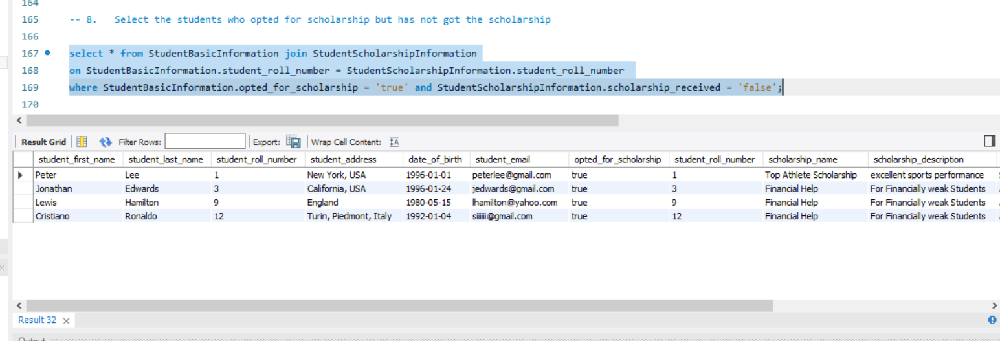 164
165 -- 8. Select the students who opted for scholarship but has not got the scholarship
166
167 select * from StudentBasicInformation join StudentScholarshipInformation
168 on StudentBasicInformation.student_roll_number = StudentScholarshipInformation.student_roll_number
169 where StudentBasicInformation.opted_for_scholarship = 'true' and StudentScholarshipInformation.scholarship_received = 'false';
170
Result Grid Filter Rows: Export: Wrap Cell Content: IA
student_first_name student_last_name student_roll_number student_address date_of_birth student_email opted_for_scholarship student_roll_number scholarship_name scholarship_description
Peter Lee 1 New York, USA 1996-01-01 peterlee@gmail.com true 1 Top Athlete Scholarship excellent sports performance
Jonathan Edwards 3 California, USA 1996-01-24 jedwards@gmail.com true 3 Financial Help For Financially weak Students
Lewis Hamilton 9 England 1980-05-15 lhamilton@yahoo.com true 9 Financial Help For Financially weak Students
Cristiano Ronaldo 12 Turin, Piedmont, Italy 1992-01-04 siiiiii@gmail.com true 12 Financial Help For Financially weak Students
Result 32
Output